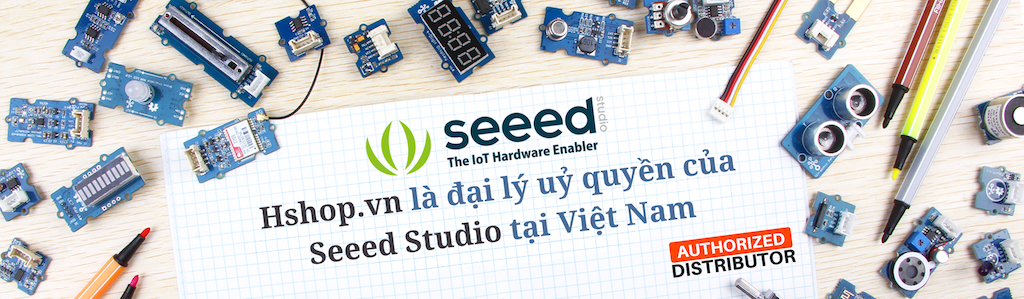 seeed
studio
The IoT Hardware Enabler
Hshop.vn là đại lý uỷ quyền của
Seeed Studio tại Việt Nam
AUTHORIZED
DISTRIBUTOR